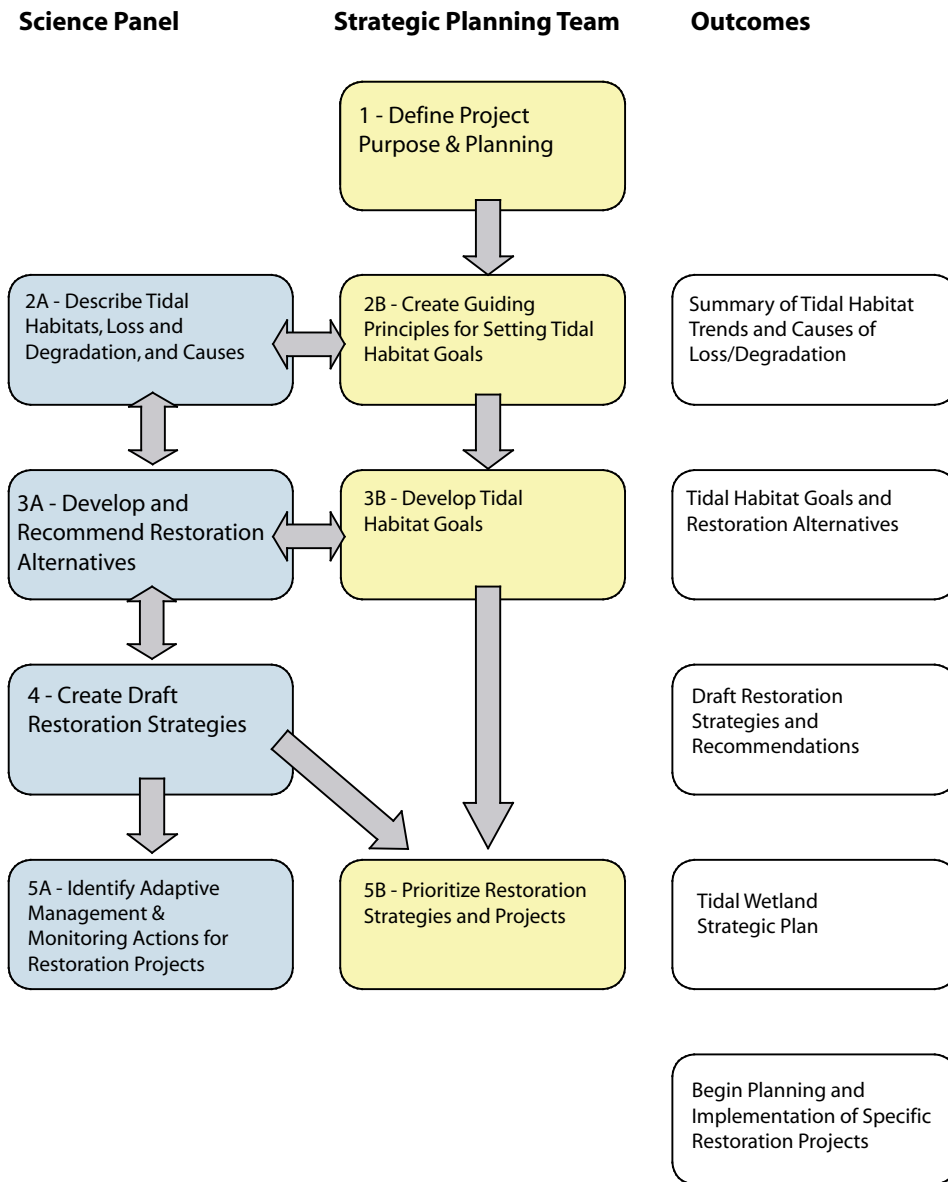 Science Panel
Strategic Planning Team
Outcomes
1 - Define Project
Purpose & Planning
2A - Describe Tidal
Habitats, Loss and
Degradation, and Causes
2B - Create Guiding
Principles for Setting Tidal
Habitat Goals
Summary of Tidal Habitat
Trends and Causes of
Loss/Degradation
3A - Develop and
Recommend Restoration
Alternatives
3B - Develop Tidal
Habitat Goals
Tidal Habitat Goals and
Restoration Alternatives
4 - Create Draft
Restoration Strategies
Draft Restoration
Strategies and
Recommendations
5A - Identify Adaptive
Management &
Monitoring Actions for
Restoration Projects
5B - Prioritize Restoration
Strategies and Projects
Tidal Wetland
Strategic Plan
Begin Planning and
Implementation of Specific
Restoration Projects